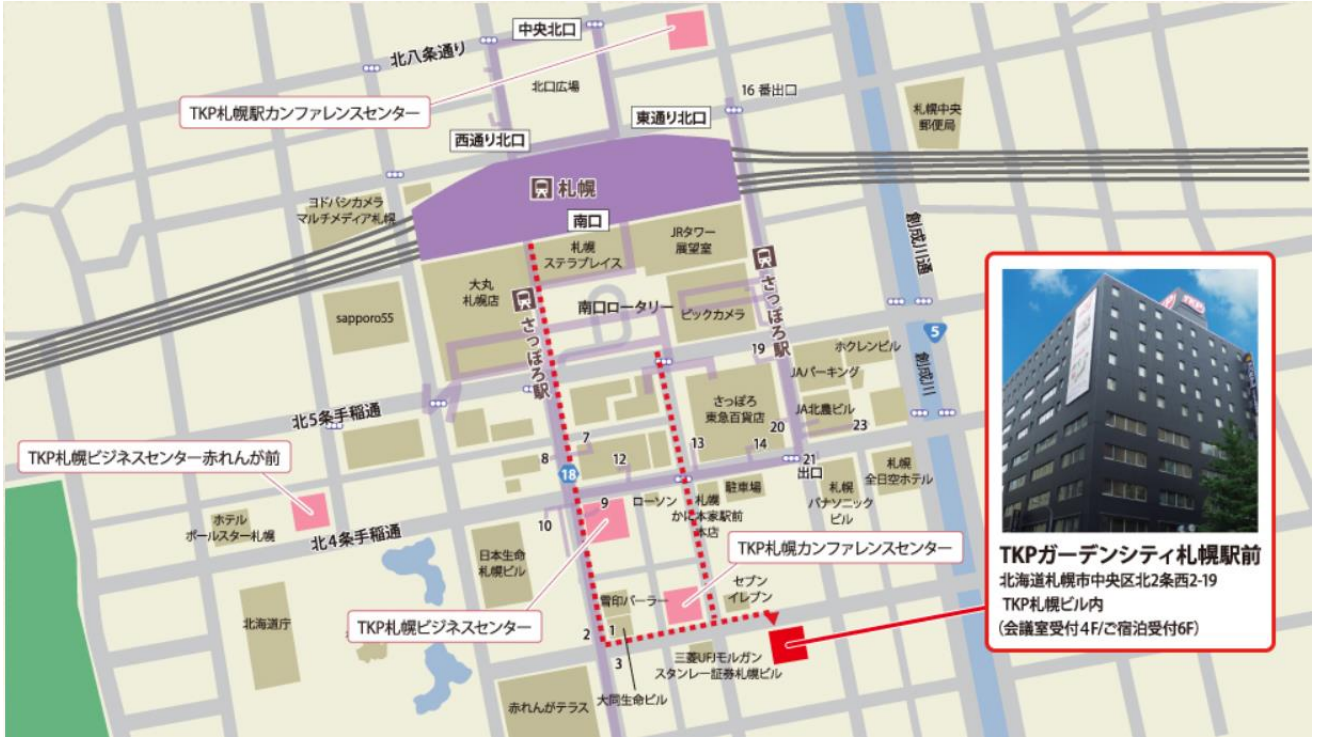 中央北口
北八条通り
北口広場
16 番出口
TKP札幌駅カンファレンスセンター
東通り北口
札幌中央
郵便局
西通り北口
札幌
ヨドバシカメラ
マルチメディア札幌
南口
札幌
ステラプレイス
JRタワー
展望室
創成川通
大丸
札幌店
さっぽろ駅
南口ロータリー
ビックカメラ
さっぽろ駅
sapporo55
5
19
ホクレンビル
創成川
JAパーキング
さっぽろ
東急百貨店
JA北農ビル
北5条手稲通
20
23
7
13
14
TKP札幌ビジネスセンター赤れんが前
8
12
21
出口
18
札幌
全日空ホテル
駐車場
札幌
パナソニック
ビル
9
ローソン
札幌
かに本家駅前
本店
ホテル
ポールスター札幌
北4条手稲通
10
日本生命
札幌ビル
TKP札幌カンファレンスセンター
セブン
イレブン
雪印パーラー
北海道庁
TKP札幌ビジネスセンター
2
1
3
三菱UFJモルガン
スタンレー証券札幌ビル
大同生命ビル
赤れんがテラス
TKP
TKPガーデンシティ札幌駅前
北海道札幌市中央区北2条西2-19
TKP札幌ビル内
(会議室受付4F/ご宿泊受付6F)